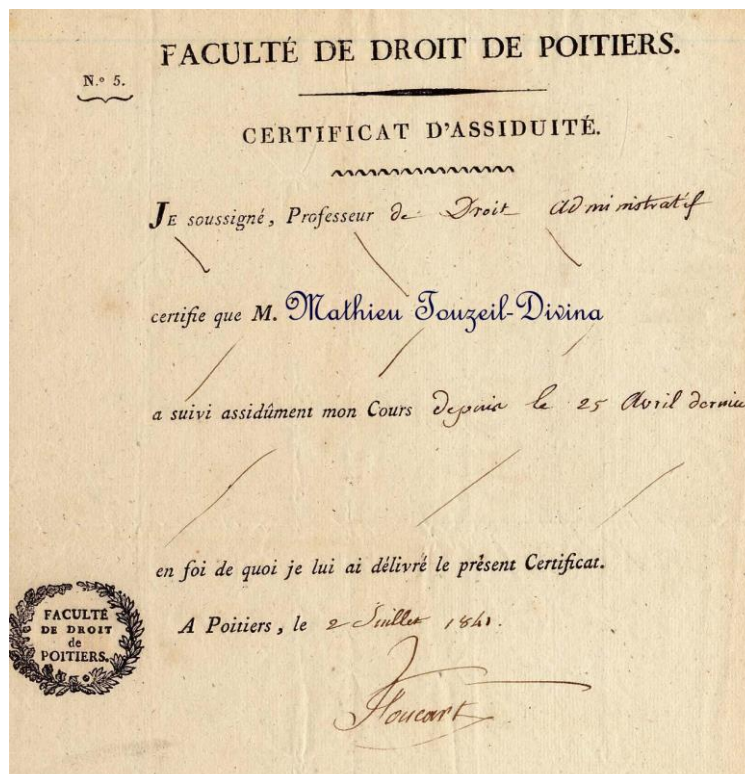 FACULTÉ DE DROIT DE POITIERS.
N.º 5.
CERTIFICAT D'ASSIDUITÉ.
JE soussigné, Professeur de Droit administratif
certifie que M. Mathieu Touzeil-Divina
a suivi assidûment mon Cours depuis le 25 Avril dernie
en foi de quoi je lui ai délivré le présent Certificat.
A Poitiers, le 2 Juillet 1841.
FACULTÉ
DE DROIT
de
POITIERS.
Foucart